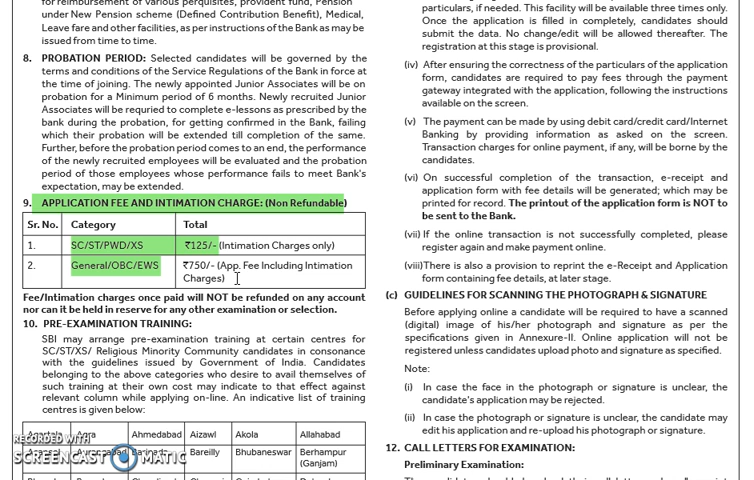 for reimbursement of various perquisites, provident fund, Pension
under New Pension scheme (Defined Contribution Benefit), Medical,
Leave fare and other facilities, as per instructions of the Bank as may be
issued from time to time.
8. PROBATION PERIOD: Selected candidates will be governed by the
terms and conditions of the Service Regulations of the Bank in force at
the time of joining. The newly appointed Junior Associates will be on
probation for a Minimum period of 6 months. Newly recruited Junior
Associates will be requried to complete e-lessons as prescribed by the
bank during the probation, for getting confirmed in the Bank, failing
which their probation will be extended till completion of the same.
Further, before the probation period comes to an end, the performance
of the newly recruited employees will be evaluated and the probation
period of those employees whose performance fails to meet Bank's
expectation, may be extended.
9. APPLICATION FEE AND INTIMATION CHARGE: (Non Refundable)
Sr. No. Category Total
1. SC/ST/PWD/XS ₹125/- (Intimation Charges only)
2. General/OBC/EWS ₹750/- (App. Fee Including Intimation
Charges)
Fee/Intimation charges once paid will NOT be refunded on any account
nor can it be held in reserve for any other examination or selection.
10. PRE-EXAMINATION TRAINING:
SBI may arrange pre-examination training at certain centres for
SC/ST/XS/ Religious Minority Community candidates in consonance
with the guidelines issued by Government of India. Candidates
belonging to the above categories who desire to avail themselves of
such training at their own cost may indicate to that effect against
relevant column while applying on-line. An indicative list of training
centres is given below:
Agartala Agra Ahmedabad Aizawl Akola Allahabad
Bareilly Bhubaneswar Berhampur
(Ganjam)
RECORDED WITH
SCREENCAST MATIC
particulars, if needed. This facility will be available three times only.
Once the application is filled in completely, candidates should
submit the data. No change/edit will be allowed thereafter. The
registration at this stage is provisional.
(iv) After ensuring the correctness of the particulars of the application
form, candidates are required to pay fees through the payment
gateway integrated with the application, following the instructions
available on the screen.
(v) The payment can be made by using debit card/credit card/Internet
Banking by providing information as asked on the screen.
Transaction charges for online payment, if any, will be borne by the
candidates.
(vi) On successful completion of the transaction, e-receipt and
application form with fee details will be generated; which may be
printed for record. The printout of the application form is NOT to
be sent to the Bank.
(vii) If the online transaction is not successfully completed, please
register again and make payment online.
(viii)There is also a provision to reprint the e-Receipt and Application
form containing fee details, at later stage.
(c) GUIDELINES FOR SCANNING THE PHOTOGRAPH & SIGNATURE
Before applying online a candidate will be required to have a scanned
(digital) image of his/her photograph and signature as per the
specifications given in Annexure-II. Online application will not be
registered unless candidates upload photo and signature as specified.
Note:
(i) In case the face in the photograph or signature is unclear, the
candidate's application may be rejected.
(ii) In case the photograph or signature is unclear, the candidate may
edit his application and re-upload his photograph or signature.
12. CALL LETTERS FOR EXAMINATION:
Preliminary Examination: